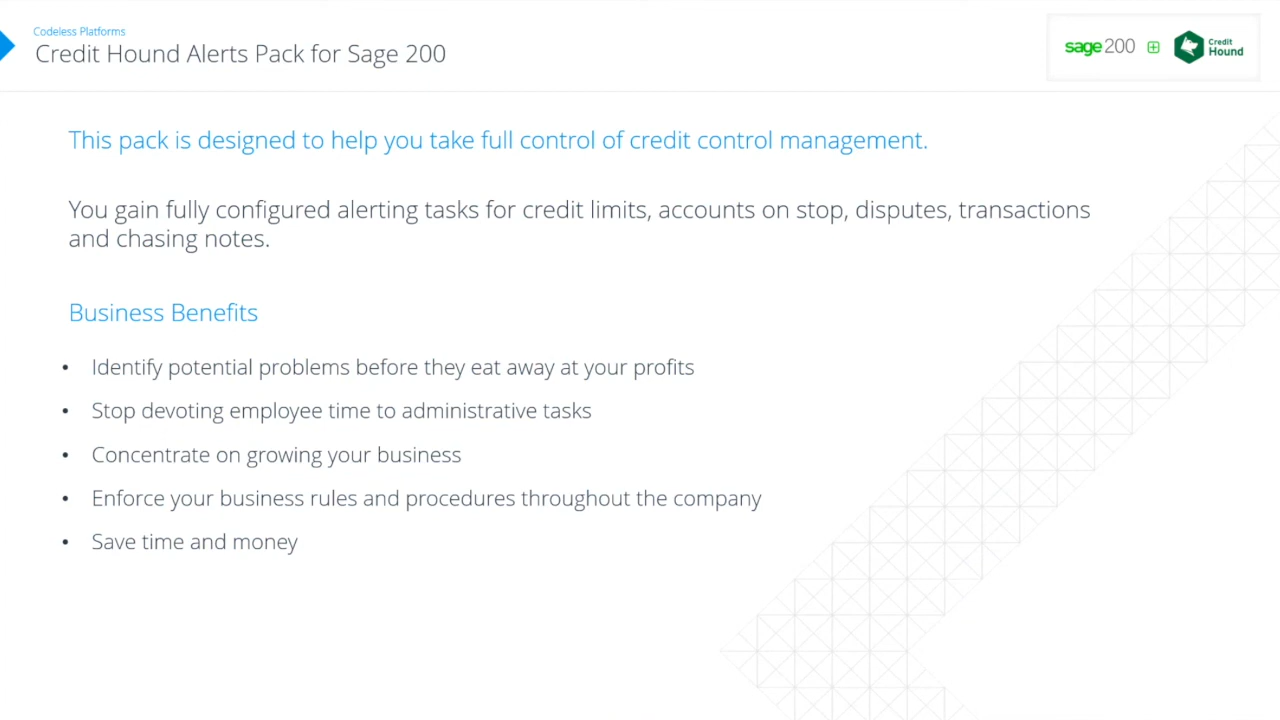 Codeless Platforms
Credit Hound Alerts Pack for Sage 200
sage200
Credit
Hound
This pack is designed to help you take full control of credit control management.
You gain fully configured alerting tasks for credit limits, accounts on stop, disputes, transactions
and chasing notes.
Business Benefits
• Identify potential problems before they eat away at your profits
• Stop devoting employee time to administrative tasks
• Concentrate on growing your business
• Enforce your business rules and procedures throughout the company
• Save time and money